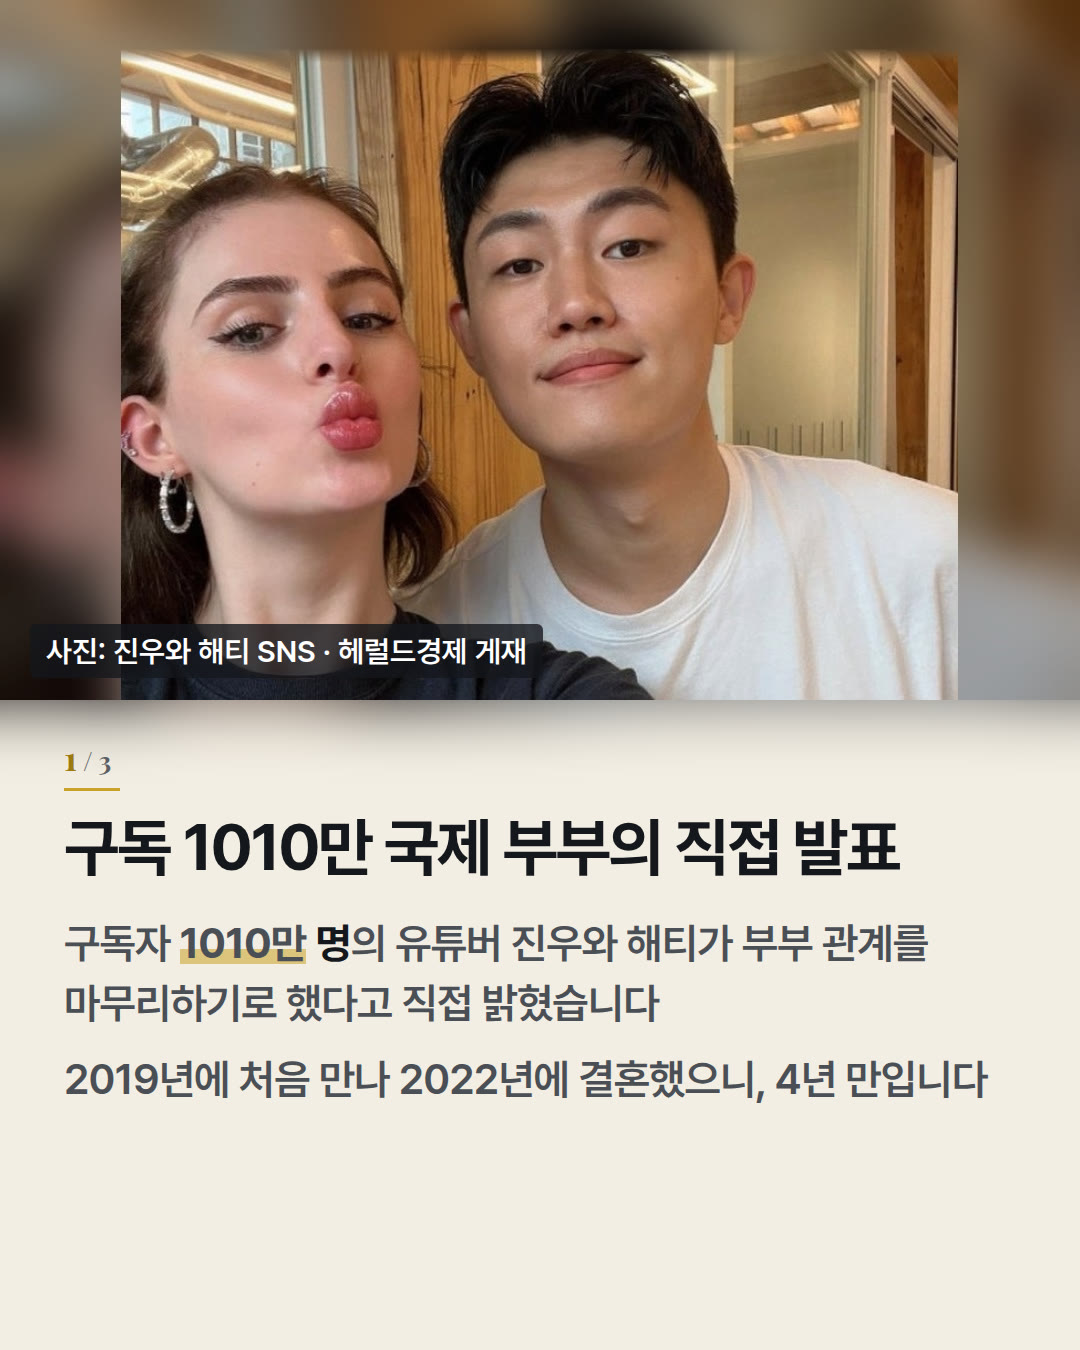 사진: 진우와 해티 SNS · 헤럴드경제 게재
1 / 3
구독 1010만 국제 부부의 직접 발표
구독자 1010만 명의 유튜버 진우와 해티가 부부 관계를
마무리하기로 했다고 직접 밝혔습니다
2019년에 처음 만나 2022년에 결혼했으니, 4년 만입니다